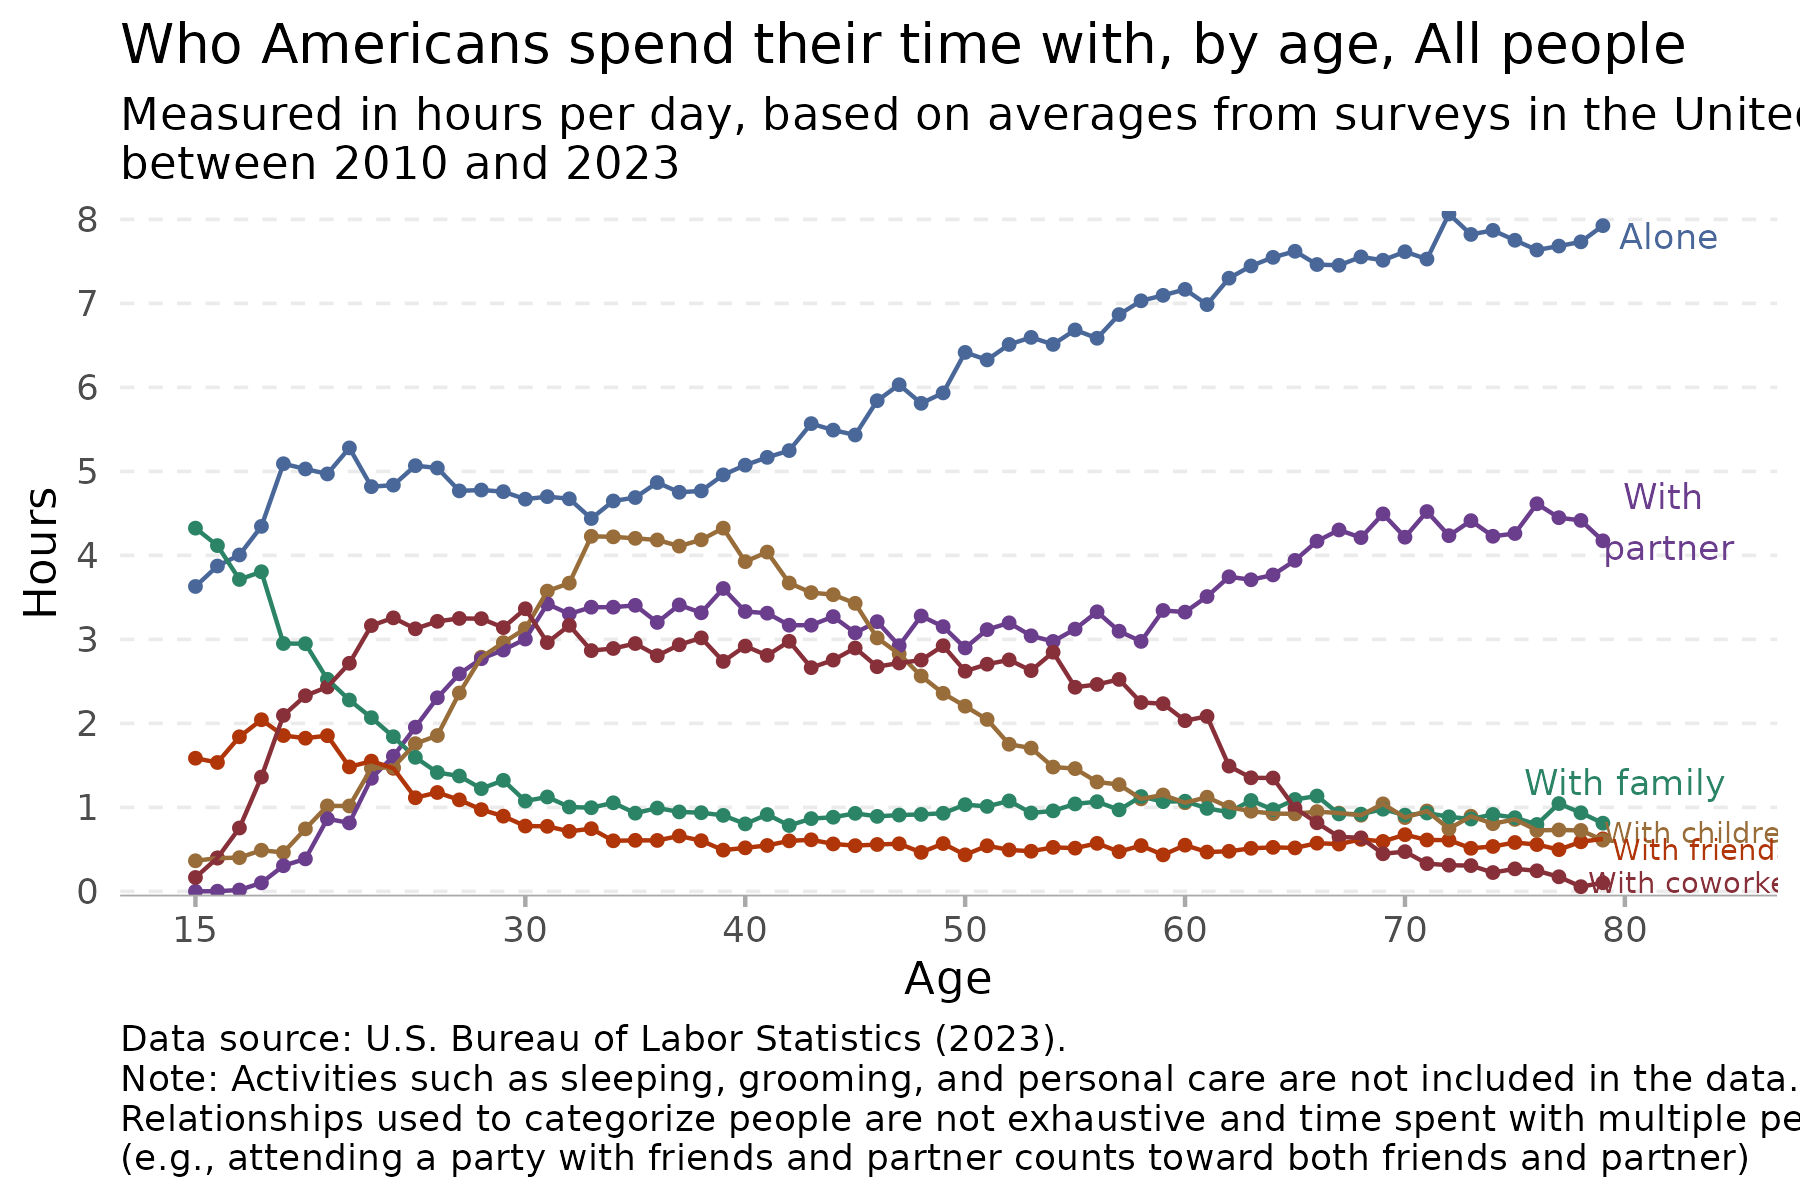 Who Americans spend their time with, by age, All people
Measured in hours per day, based on averages from surveys in the United
between 2010 and 2023
8
7
6
5
4
3
2
1
0
Hours
Alone
With
partner
With family
With childre
With friend
With coworke
15
30
40
50
60
70
80
Age
Data source: U.S. Bureau of Labor Statistics (2023).
Note: Activities such as sleeping, grooming, and personal care are not included in the data.
Relationships used to categorize people are not exhaustive and time spent with multiple pe
(e.g., attending a party with friends and partner counts toward both friends and partner)